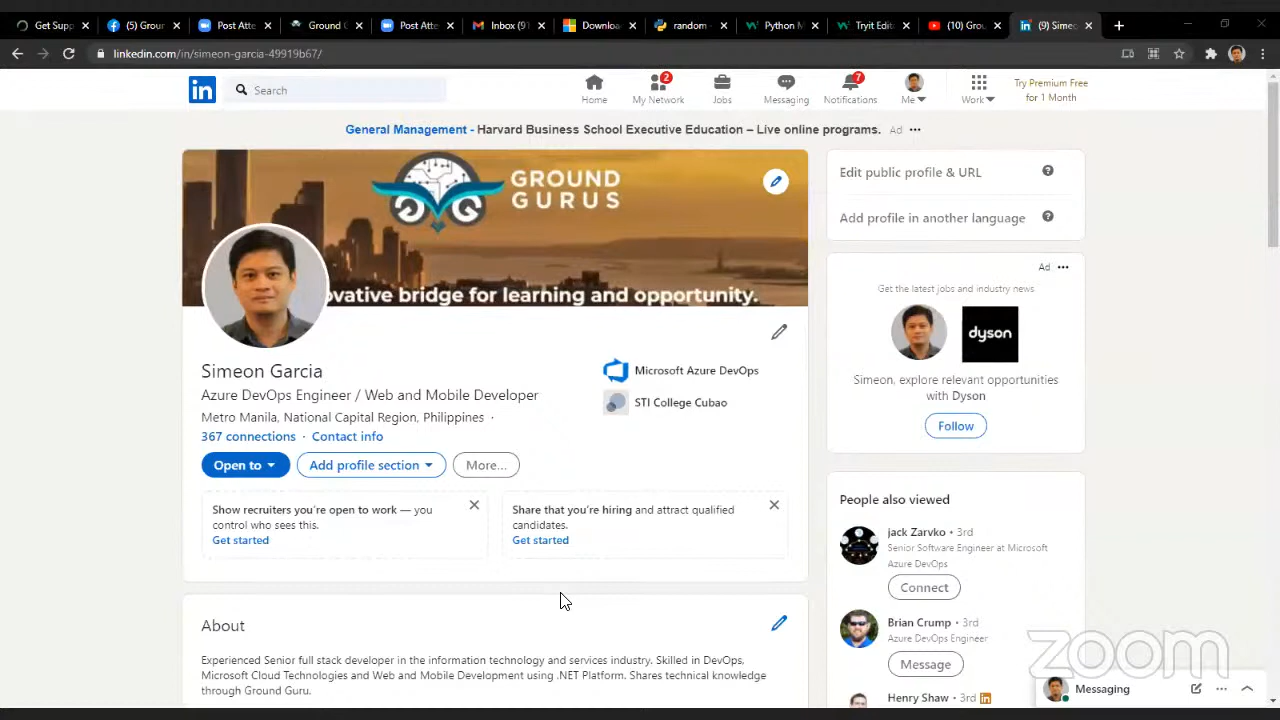 Get Supp
(5) Grou
Post Atte
Ground G
Post Atte
Inbox (91
Downloa
random -
Python M
Tryit Edit
(10) Grou
(9) Simeo
linkedin.com/in/simeon-garcia-49919b67/
in
Search
2
7
Home
My Network
Jobs
Messaging
Notifications
Me
Work
Try Premium Free
for 1 Month
General Management - Harvard Business School Executive Education – Live online programs. Ad
GROUND
GURUS
ovative bridge for learning and opportunity.
Simeon Garcia
Azure DevOps Engineer / Web and Mobile Developer
Metro Manila, National Capital Region, Philippines ·
367 connections · Contact info
Microsoft Azure DevOps
STI College Cubao
Open to
Add profile section
More...
Show recruiters you're open to work — you
control who sees this.
Get started
Share that you're hiring and attract qualified
candidates.
Get started
About
Experienced Senior full stack developer in the information technology and services industry. Skilled in DevOps,
Microsoft Cloud Technologies and Web and Mobile Development using .NET Platform. Shares technical knowledge
through Ground Guru.
Edit public profile & URL
Add profile in another language
Ad
Get the latest jobs and industry news
dyson
Simeon, explore relevant opportunities
with Dyson
Follow
People also viewed
jack Zarvko • 3rd
Senior Software Engineer at Microsoft
Azure DevOps
Connect
Brian Crump • 3rd
Azure DevOps Engineer
Message
Henry Shaw • 3rd in
zoom
Messaging